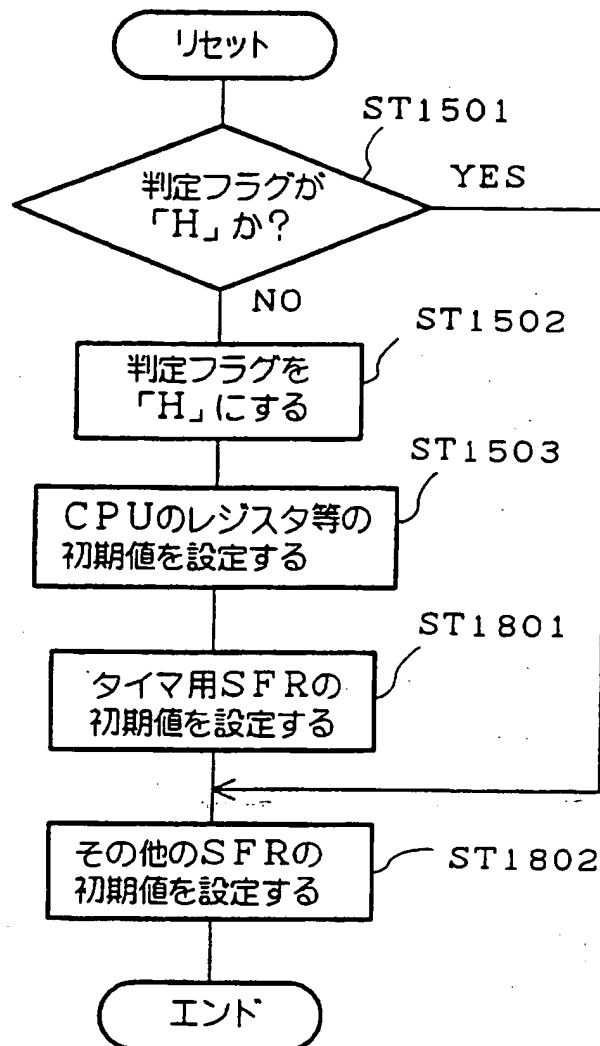 リセット
ST1501
判定フラグが
「H」か?
YES
NO
ST1502
判定フラグを
「H」にする
ST1503
CPUのレジスタ等の
初期値を設定する
ST1801
タイマ用SFRの
初期値を設定する
その他のSFRの
初期値を設定する
ST1802
エンド